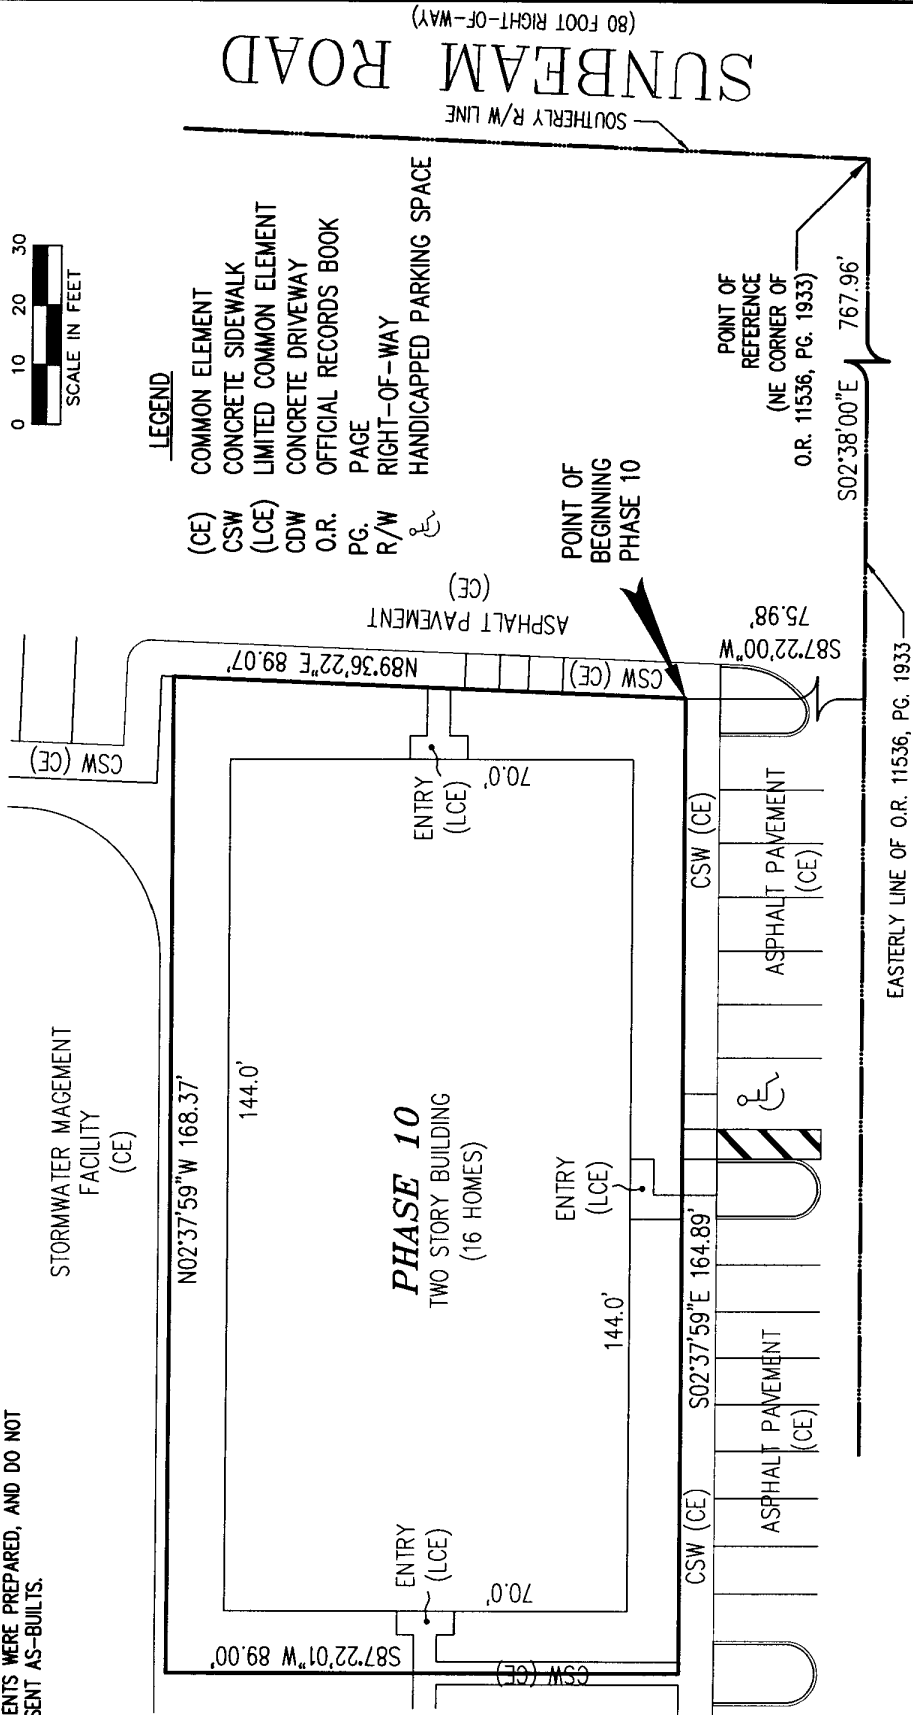 ENTS WERE PREPARED, AND DO NOT
SENT AS-BUILTS.
0 10 20 30
SCALE IN FEET
LEGEND
(CE) COMMON ELEMENT
CSW CONCRETE SIDEWALK
(LCE) LIMITED COMMON ELEMENT
CDW CONCRETE DRIVEWAY
O.R. OFFICIAL RECORDS BOOK
PG. PAGE
R/W RIGHT-OF-WAY
HANDICAPPED PARKING SPACE
SUNBEAM ROAD
(80 FOOT RIGHT-OF-WAY)
SOUTHERLY R/W LINE
POINT OF
REFERENCE
(NE CORNER OF
O.R. 11536, PG. 1933)
S02°38'00"E 767.96'
POINT OF
BEGINNING
PHASE 10
S87°22'00"W
75.98'
EASTERLY LINE OF O.R. 11536, PG. 1933
ASPHALT PAVEMENT
(CE)
CSW (CE)
N89°36'22"E 89.07'
CSW (CE)
STORMWATER MAGEMENT
FACILITY
(CE)
N02°37'59"W 168.37'
144.0'
70.0'
ENTRY
(LCE)
PHASE 10
TWO STORY BUILDING
(16 HOMES)
ENTRY
(LCE)
144.0'
ENTRY
(LCE)
70.0'
S87°22'01"W 89.00'
CSW (CE)
S02°37'59"E 164.89'
CSW (CE)
CSW (CE)
ASPHALT PAVEMENT
(CE)
ASPHALT PAVEMENT
(CE)